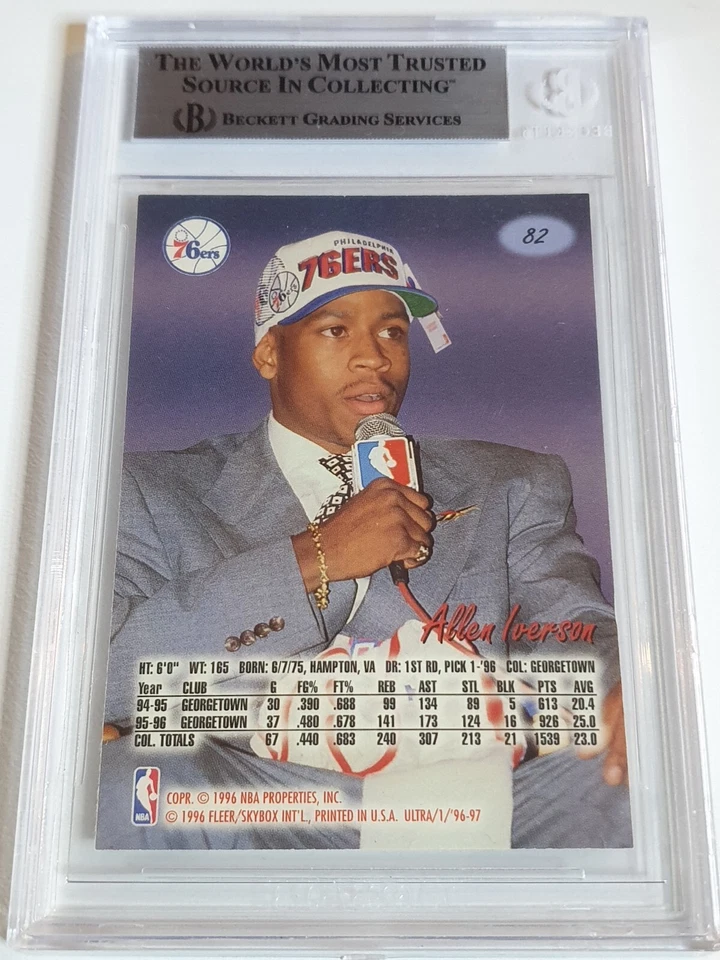 THE WORLD'S MOST TRUSTED
SOURCE IN COLLECTING™
B BECKETT GRADING SERVICES
76ers
82
PHILADELPHIA
76ERS
76ers
Allen Iverson
HT: 6'0" WT: 165 BORN: 6/7/75, HAMPTON, VA DR: 1ST RD, PICK 1-'96 COL: GEORGETOWN
Year CLUB G FG% FT% REB AST STL BLK PTS AVG
94-95 GEORGETOWN 30 .390 .688 99 134 89 5 613 20.4
95-96 GEORGETOWN 37 .480 .678 141 173 124 16 926 25.0
COL. TOTALS 67 .440 .683 240 307 213 21 1539 23.0
NBA
COPR. © 1996 NBA PROPERTIES, INC.
© 1996 FLEER/SKYBOX INT'L., PRINTED IN U.S.A. ULTRA/1/'96-97